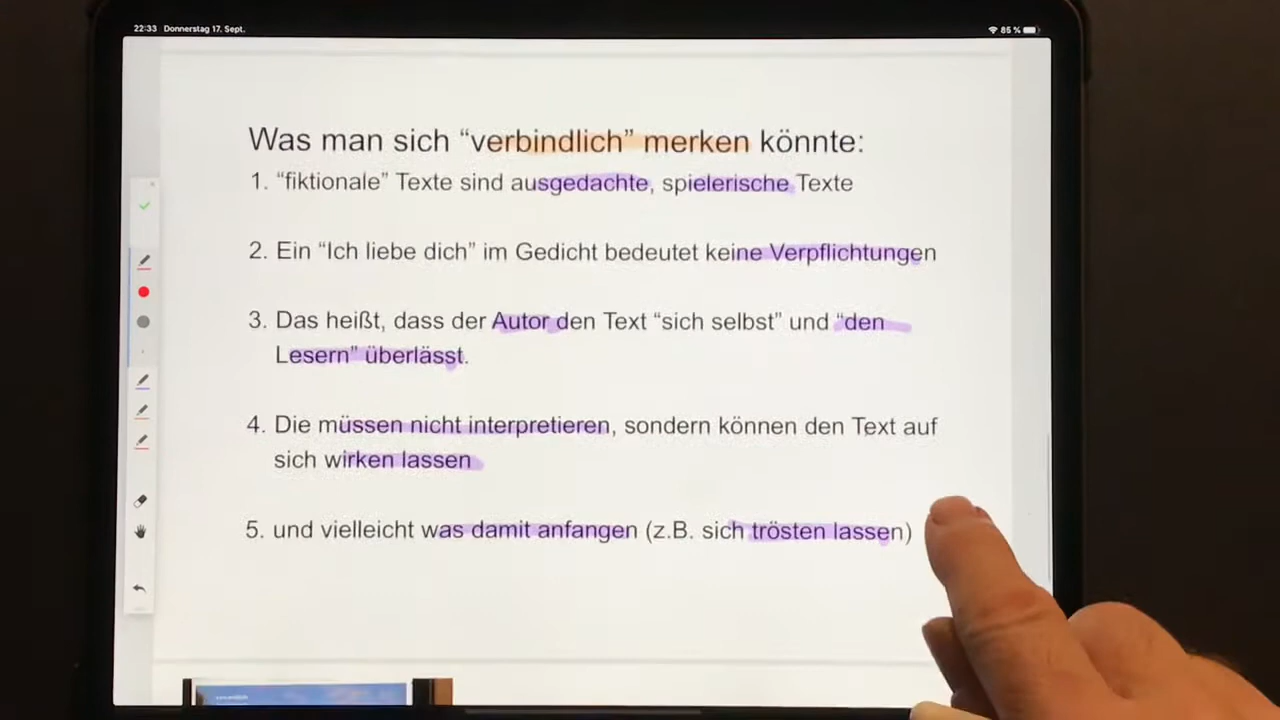 22:33 Donnerstag 17. Sept.
85 %
Was man sich “verbindlich” merken könnte:
1. “fiktionale” Texte sind ausgedachte, spielerische Texte
2. Ein “Ich liebe dich” im Gedicht bedeutet keine Verpflichtungen
3. Das heißt, dass der Autor den Text “sich selbst” und “den
Lesern” überlässt.
4. Die müssen nicht interpretieren, sondern können den Text auf
sich wirken lassen
5. und vielleicht was damit anfangen (z.B. sich trösten lassen)